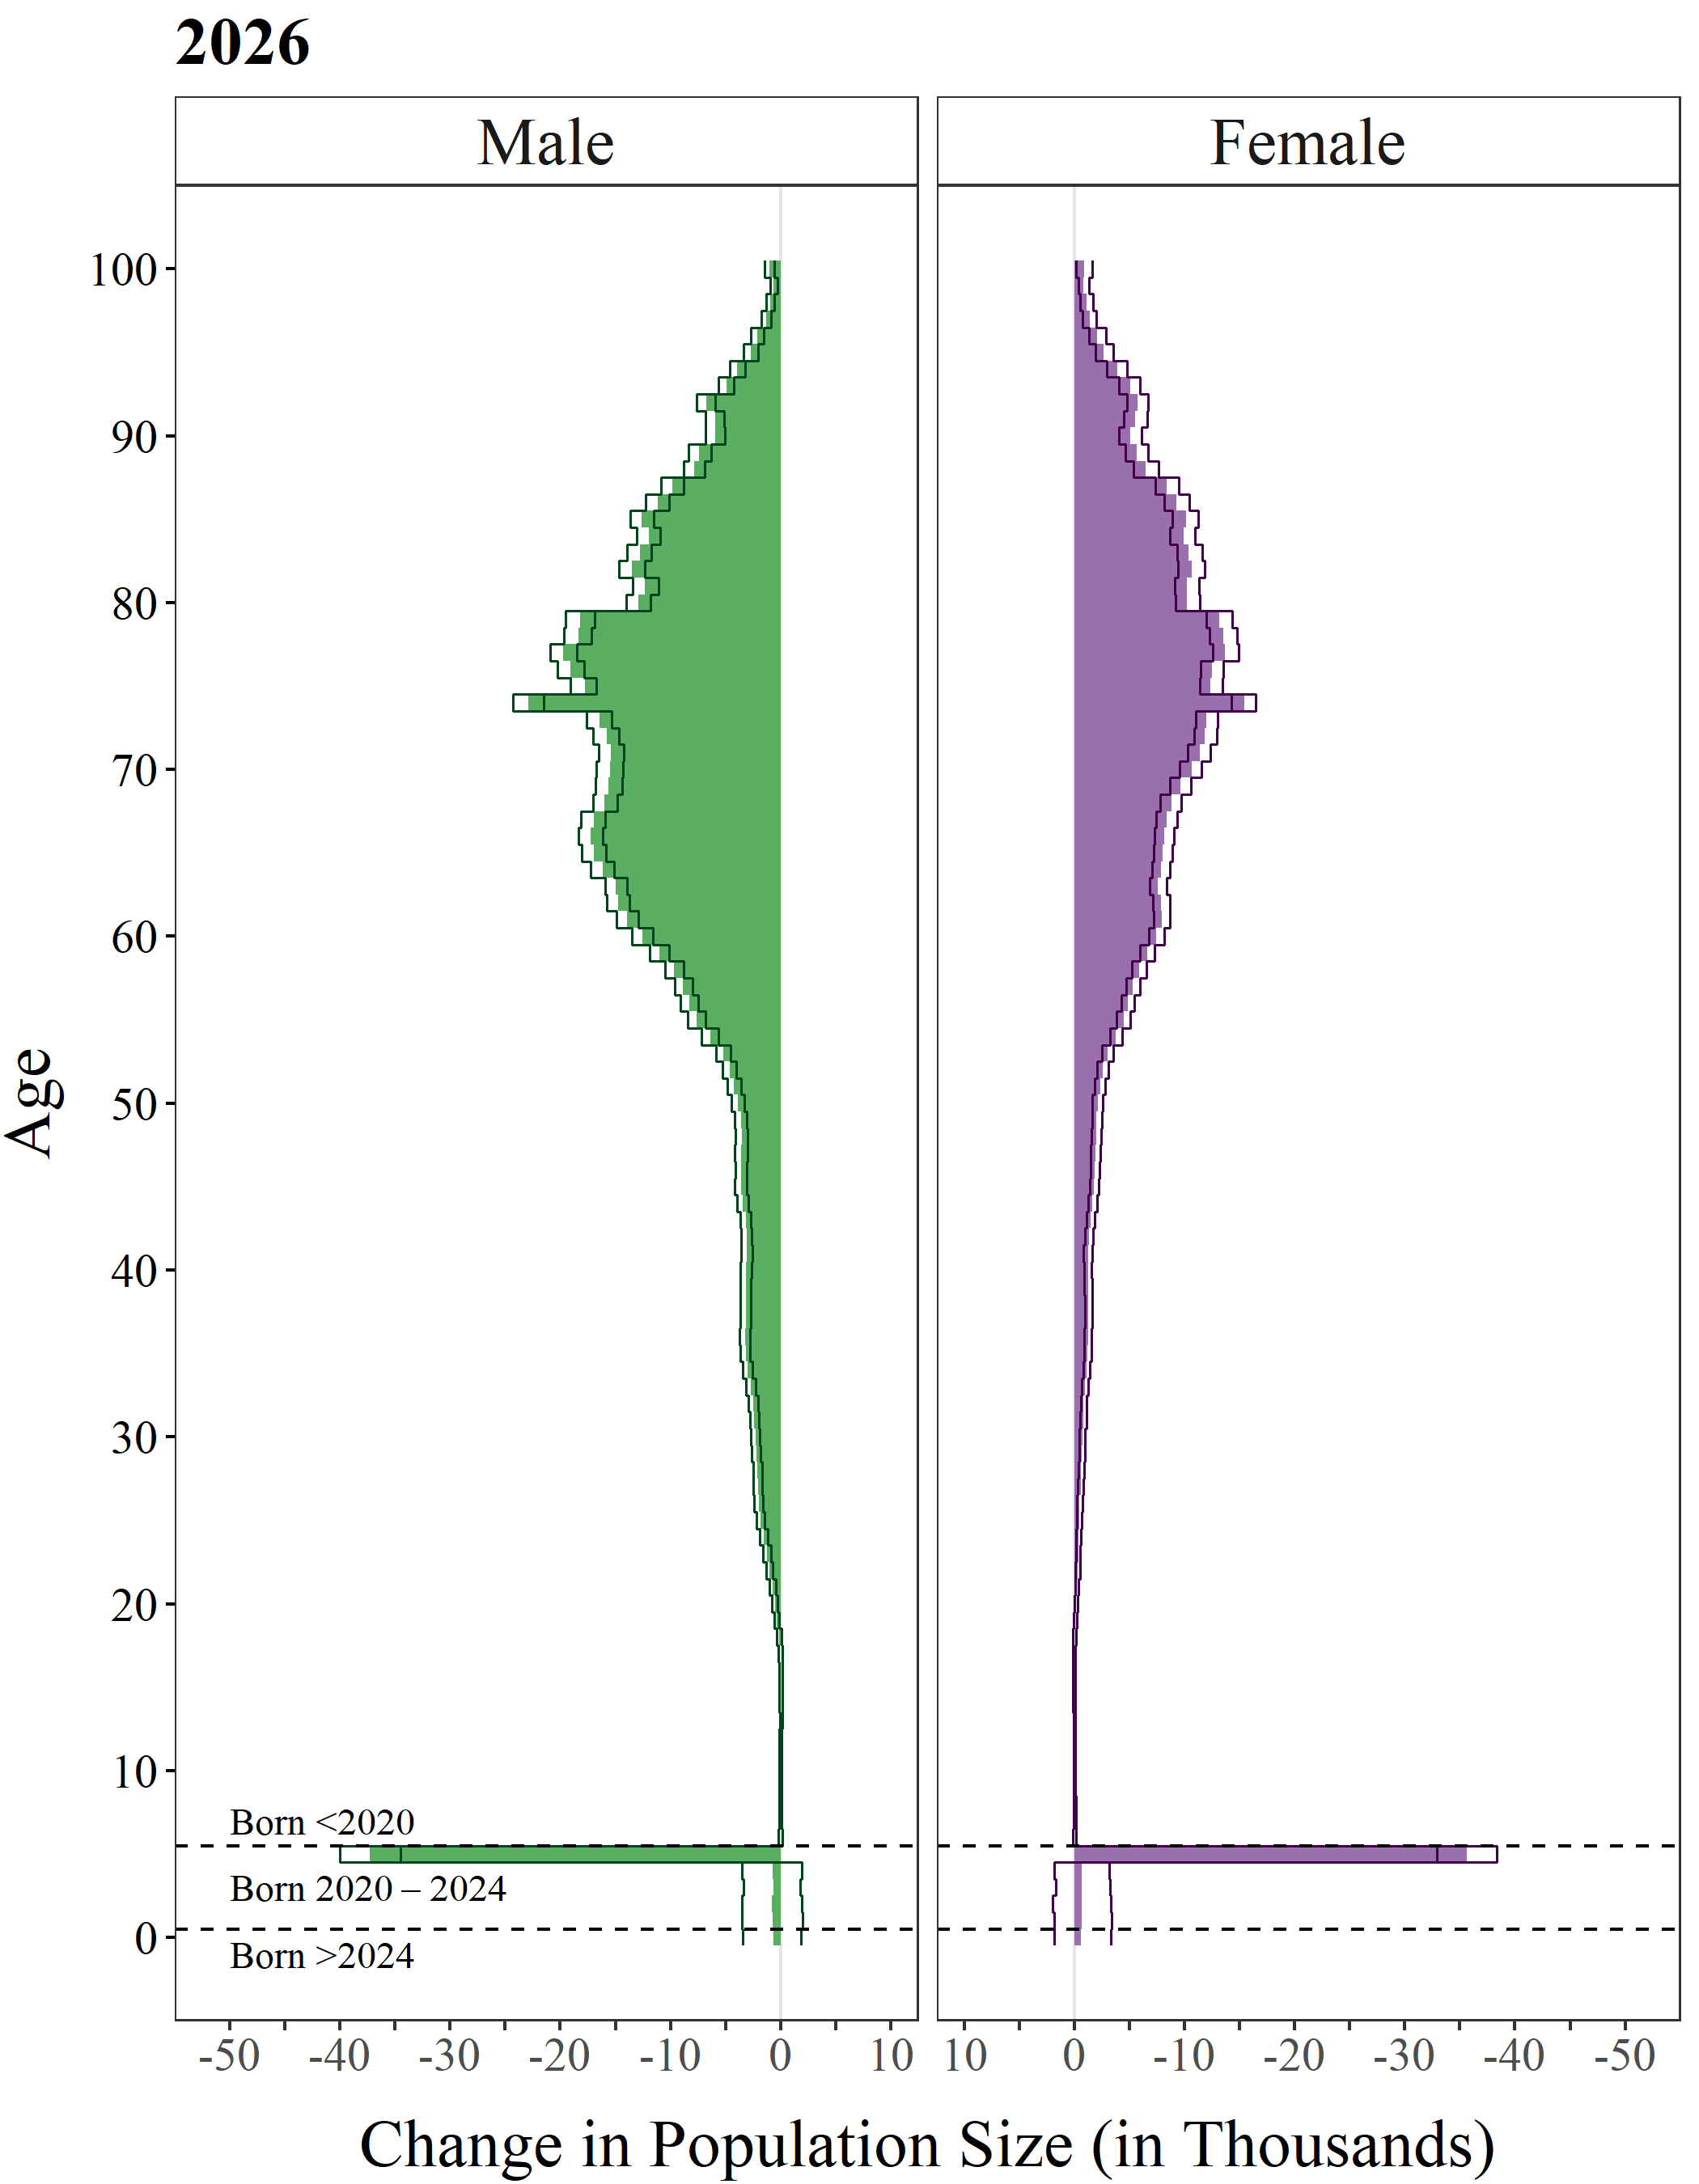 2026
Male Female
Age
100
90
80
70
60
50
40
30
20
10
0
Born <2020
Born 2020 – 2024
Born >2024
-50 -40 -30 -20 -10 0 10 10 0 -10 -20 -30 -40 -50
Change in Population Size (in Thousands)